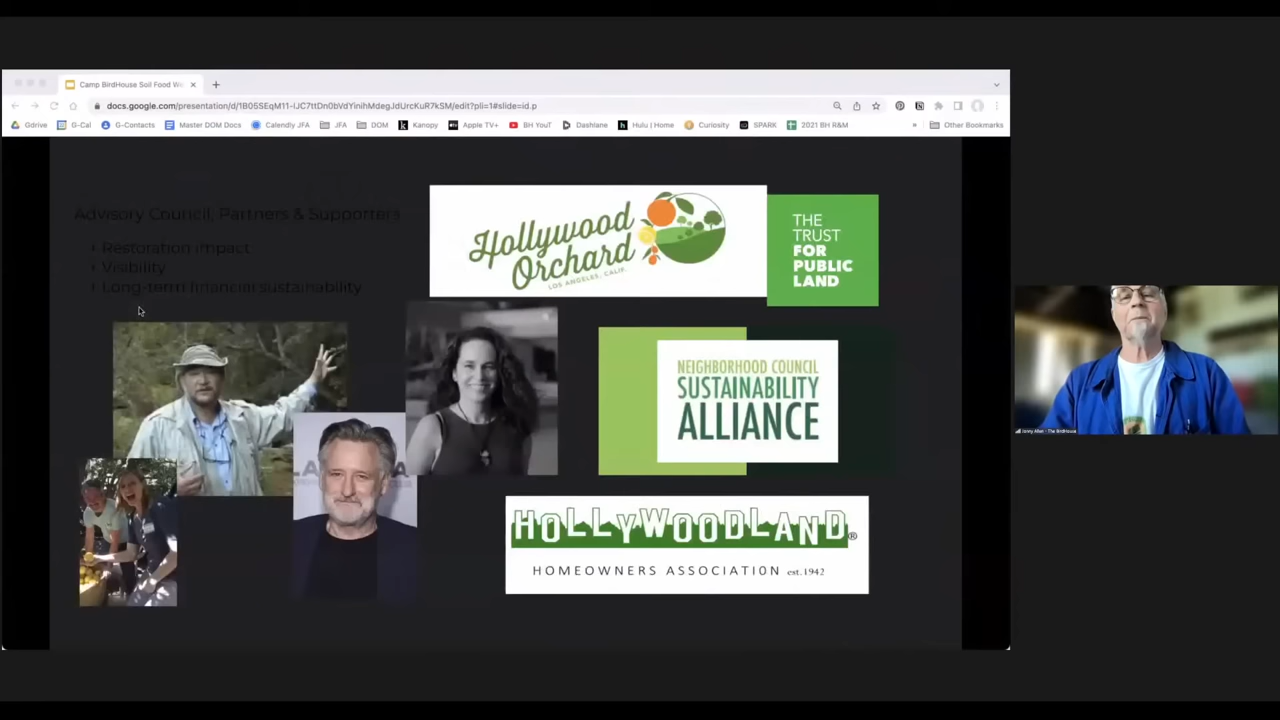 Camp BirdHouse Soil Food We
docs.google.com/presentation/d/1B05SEqM11-iJC7ttDn0bVdYinihMdegJdUrcKuR7kSM/edit?pli=1#slide=id.p
Gdrive G-Cal G-Contacts Master DOM Docs Calendly JFA JFA DOM Kanopy Apple TV+ BH YouT Dashlane Hulu | Home Curiosity SPARK 2021 BH R&M » Other Bookmarks
Advisory Council, Partners & Supporters
Restoration impact
Visibility
Long-term financial sustainability
Hollywood
Orchard
LOS ANGELES, CALIF.
THE
TRUST
FOR
PUBLIC
LAND
NEIGHBORHOOD COUNCIL
SUSTAINABILITY
ALLIANCE
HOLLYWOODLAND®
HOMEOWNERS ASSOCIATION est.1942